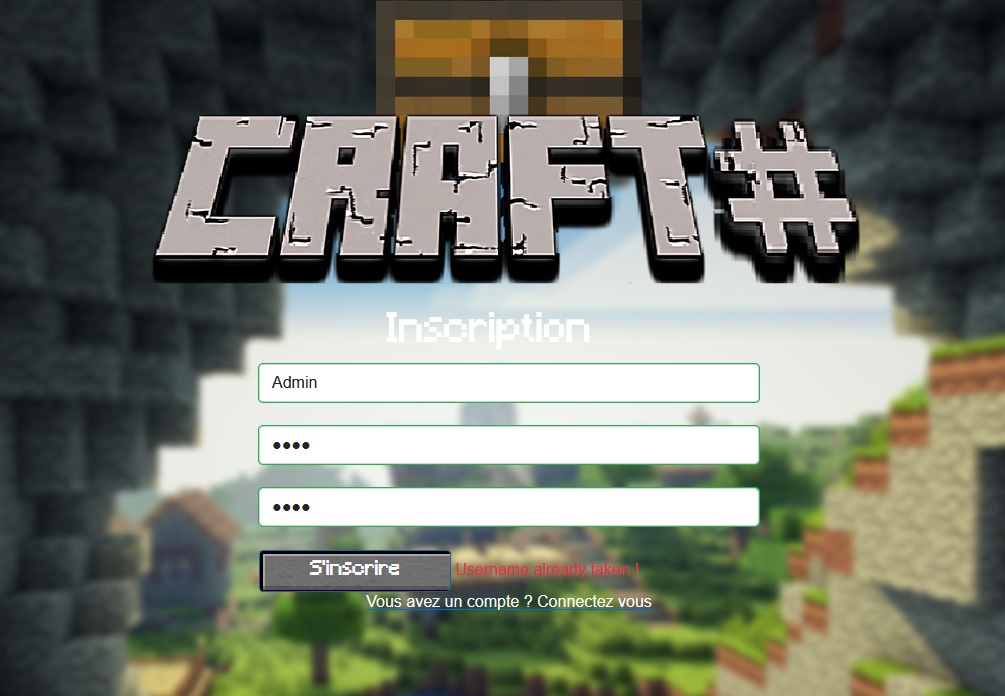 CRAFT#
Inscription
Admin
••••
••••
S'inscrire Username already taken !
Vous avez un compte ? Connectez vous